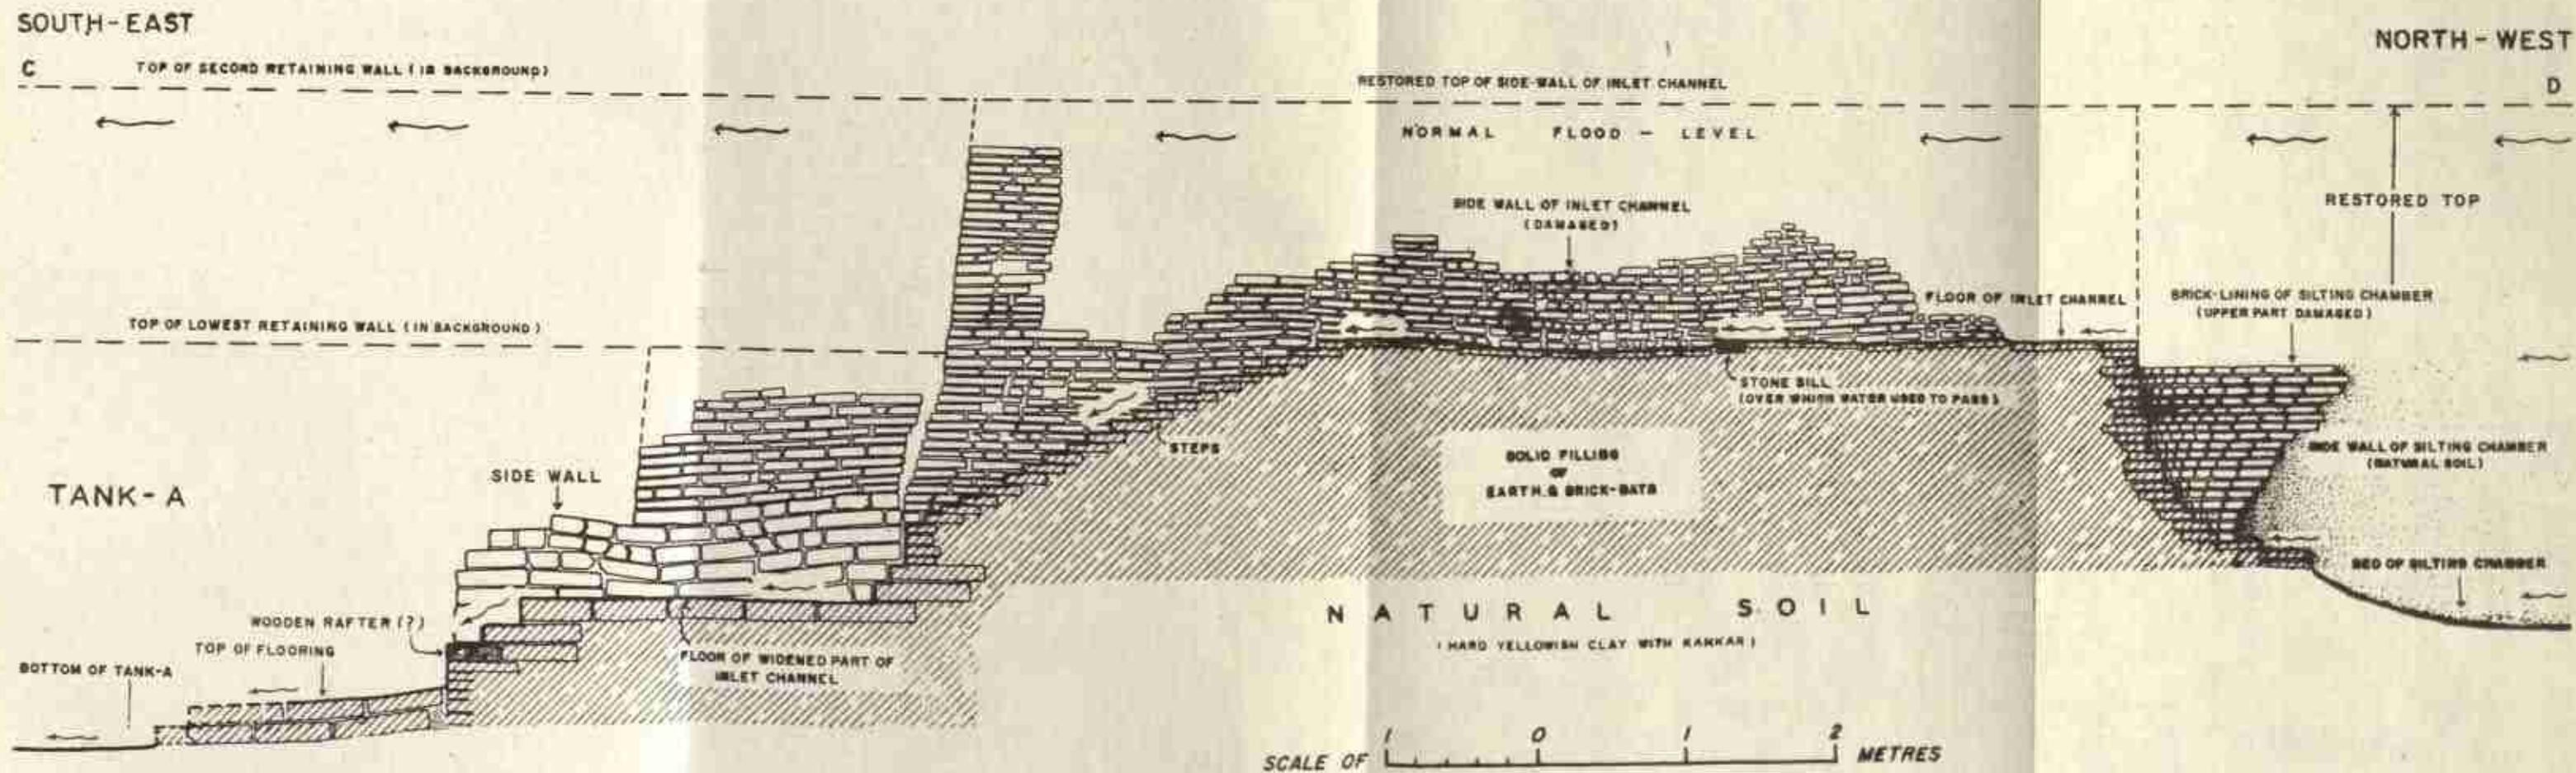 SOUTH-EAST
NORTH-WEST
C
TOP OF SECOND RETAINING WALL (IN BACKGROUND)
RESTORED TOP OF SIDE-WALL OF INLET CHANNEL
D
NORMAL FLOOD-LEVEL
RESTORED TOP
SIDE WALL OF INLET CHANNEL
(DAMAGED)
FLOOR OF INLET CHANNEL
BRICK-LINING OF SILTING CHAMBER
(UPPER PART DAMAGED)
TOP OF LOWEST RETAINING WALL (IN BACKGROUND)
STONE SILL
(OVER WHICH WATER USED TO PASS)
STEPS
SIDE WALL OF SILTING CHAMBER
(NATURAL SOIL)
SOLID FILLING
OF
EARTH & BRICK-BATS
TANK-A
SIDE WALL
BED OF SILTING CHAMBER
NATURAL SOIL
(HARD YELLOWISH CLAY WITH KANKAR)
WOODEN RAFTER (?)
TOP OF FLOORING
BOTTOM OF TANK-A
FLOOR OF WIDENED PART OF
INLET CHANNEL
1 0 1 2
SCALE OF METRES